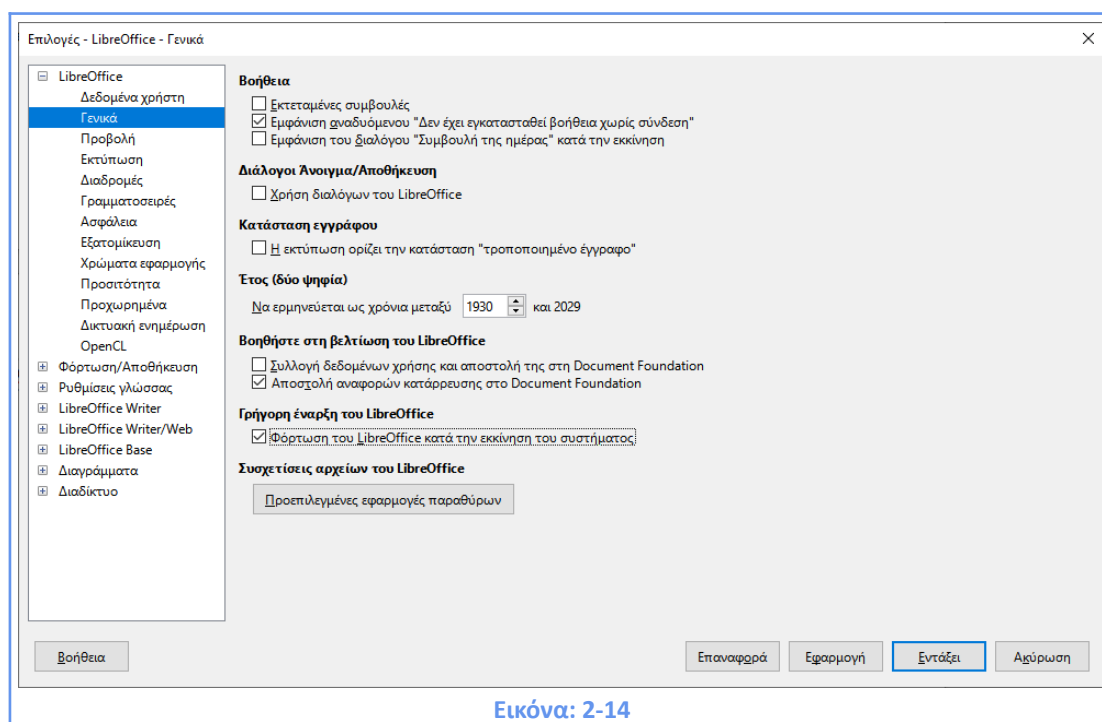 Επιλογές - LibreOffice - Γενικά
LibreOffice
Δεδομένα χρήστη
Γενικά
Προβολή
Εκτύπωση
Διαδρομές
Γραμματοσειρές
Ασφάλεια
Εξατομίκευση
Χρώματα εφαρμογής
Προσιτότητα
Προχωρημένα
Δικτυακή ενημέρωση
OpenCL
Φόρτωση/Αποθήκευση
Ρυθμίσεις γλώσσας
LibreOffice Writer
LibreOffice Writer/Web
LibreOffice Base
Διαγράμματα
Διαδίκτυο
Βοήθεια
Εκτεταμένες συμβουλές
Εμφάνιση αναδυόμενου "Δεν έχει εγκατασταθεί βοήθεια χωρίς σύνδεση"
Εμφάνιση του διαλόγου "Συμβουλή της ημέρας" κατά την εκκίνηση
Διάλογοι Άνοιγμα/Αποθήκευση
Χρήση διαλόγων του LibreOffice
Κατάσταση εγγράφου
Η εκτύπωση ορίζει την κατάσταση "τροποποιημένο έγγραφο"
Έτος (δύο ψηφία)
Να ερμηνεύεται ως χρόνια μεταξύ 1930 και 2029
Βοηθήστε στη βελτίωση του LibreOffice
Συλλογή δεδομένων χρήσης και αποστολή της στη Document Foundation
Αποστολή αναφορών κατάρρευσης στο Document Foundation
Γρήγορη έναρξη του LibreOffice
Φόρτωση του LibreOffice κατά την εκκίνηση του συστήματος
Συσχετίσεις αρχείων του LibreOffice
Προεπιλεγμένες εφαρμογές παραθύρων
Βοήθεια Επαναφορά Εφαρμογή Εντάξει Ακύρωση
Εικόνα: 2-14